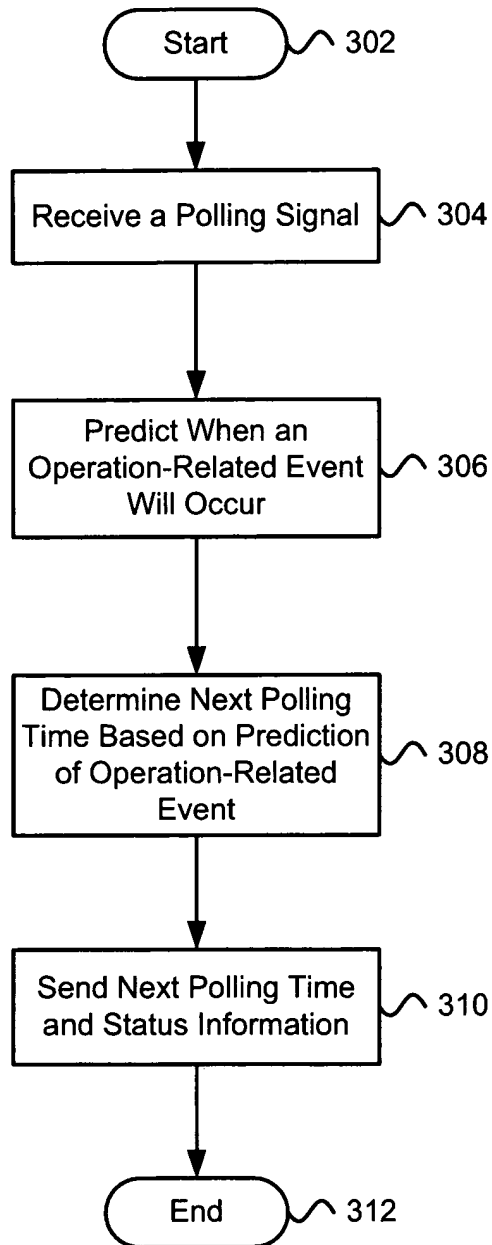 Start
302
Receive a Polling Signal
304
Predict When an
Operation-Related Event
Will Occur
306
Determine Next Polling
Time Based on Prediction
of Operation-Related
Event
308
Send Next Polling Time
and Status Information
310
End
312